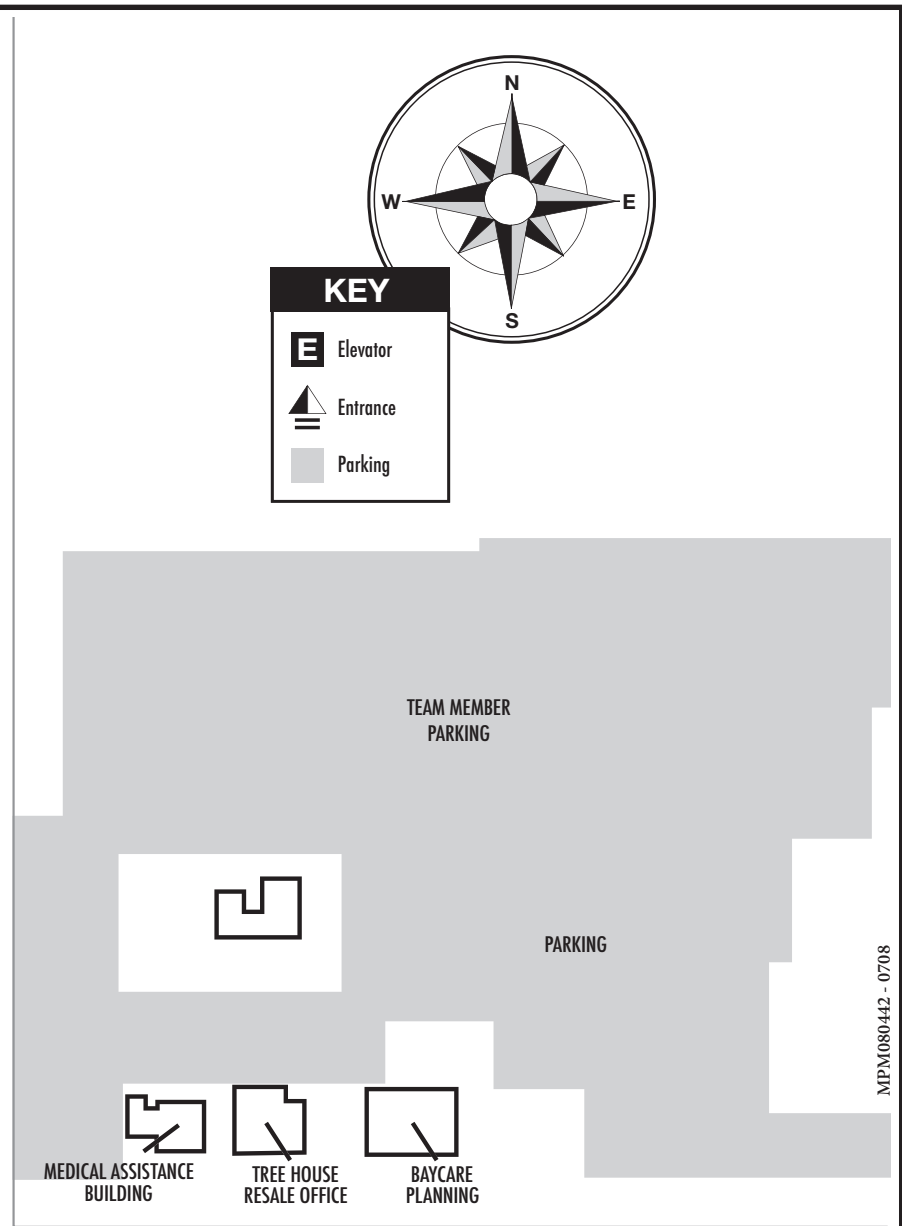 N
W
E
S
KEY
E Elevator
Entrance
Parking
TEAM MEMBER
PARKING
PARKING
MPM080442 - 0708
MEDICAL ASSISTANCE
BUILDING
TREE HOUSE
RESALE OFFICE
BAYCARE
PLANNING